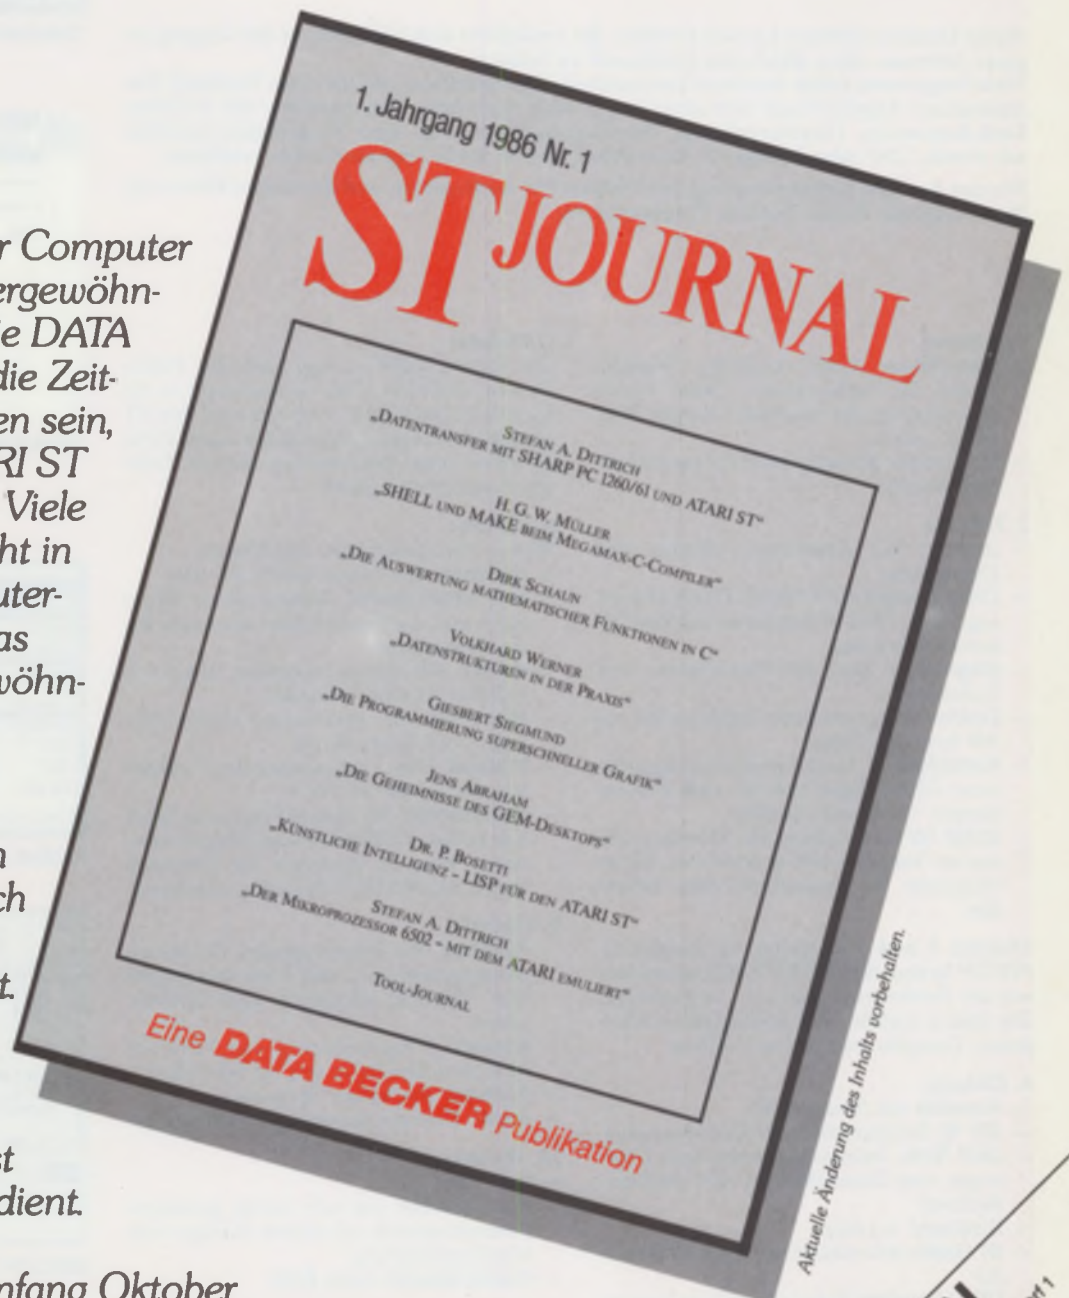 r Computer
ergewöhn-
e DATA
die Zeit-
en sein,
RI ST
Viele
ht in
uter-
as
wöhn-
n
ch
t.
st
dient.
nfang Oktober
1. Jahrgang 1986 Nr. 1
ST JOURNAL
STEFAN A. DITTRICH
„DATENTRANSFER MIT SHARP PC 1260/61 UND ATARI ST“
H. G. W. MÜLLER
„SHELL UND MAKE BEIM MEGAMAX-C-COMPILER“
DIRK SCHAUN
„DIE AUSWERTUNG MATHEMATISCHER FUNKTIONEN IN C“
VOLKHARD WERNER
„DATENSTRUKTUREN IN DER PRAXIS“
GIESBERT SIEGMUND
„DIE PROGRAMMIERUNG SUPERSCHNELLER GRAFIK“
JENS ABRAHAM
„DIE GEHEIMNISSE DES GEM-DESKTOPS“
DR. P. BOSETTI
„KÜNSTLICHE INTELLIGENZ – LISP FÜR DEN ATARI ST“
STEFAN A. DITTRICH
„DER MIKROPROZESSOR 6502 – MIT DEM ATARI EMULIERT“
TOOL-JOURNAL
Eine DATA BECKER Publikation
Aktuelle Änderung des Inhalts vorbehalten.